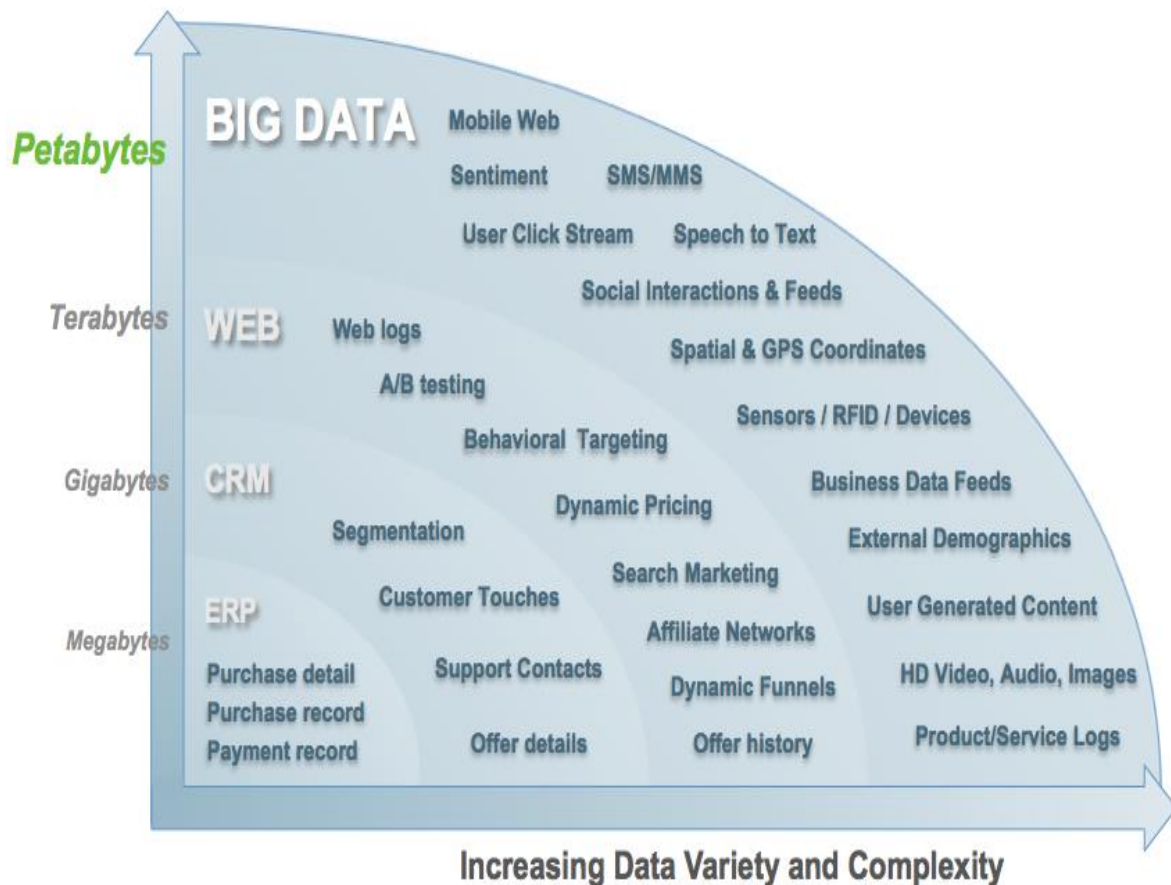 BIG DATA
Mobile Web
Petabytes
Sentiment
SMS/MMS
User Click Stream
Speech to Text
Social Interactions & Feeds
Terabytes
WEB
Web logs
Spatial & GPS Coordinates
A/B testing
Sensors / RFID / Devices
Behavioral Targeting
Gigabytes
CRM
Business Data Feeds
Dynamic Pricing
Segmentation
External Demographics
Search Marketing
Customer Touches
ERP
User Generated Content
Megabytes
Affiliate Networks
Purchase detail
Support Contacts
HD Video, Audio, Images
Dynamic Funnels
Purchase record
Payment record
Offer details
Offer history
Product/Service Logs
Increasing Data Variety and Complexity